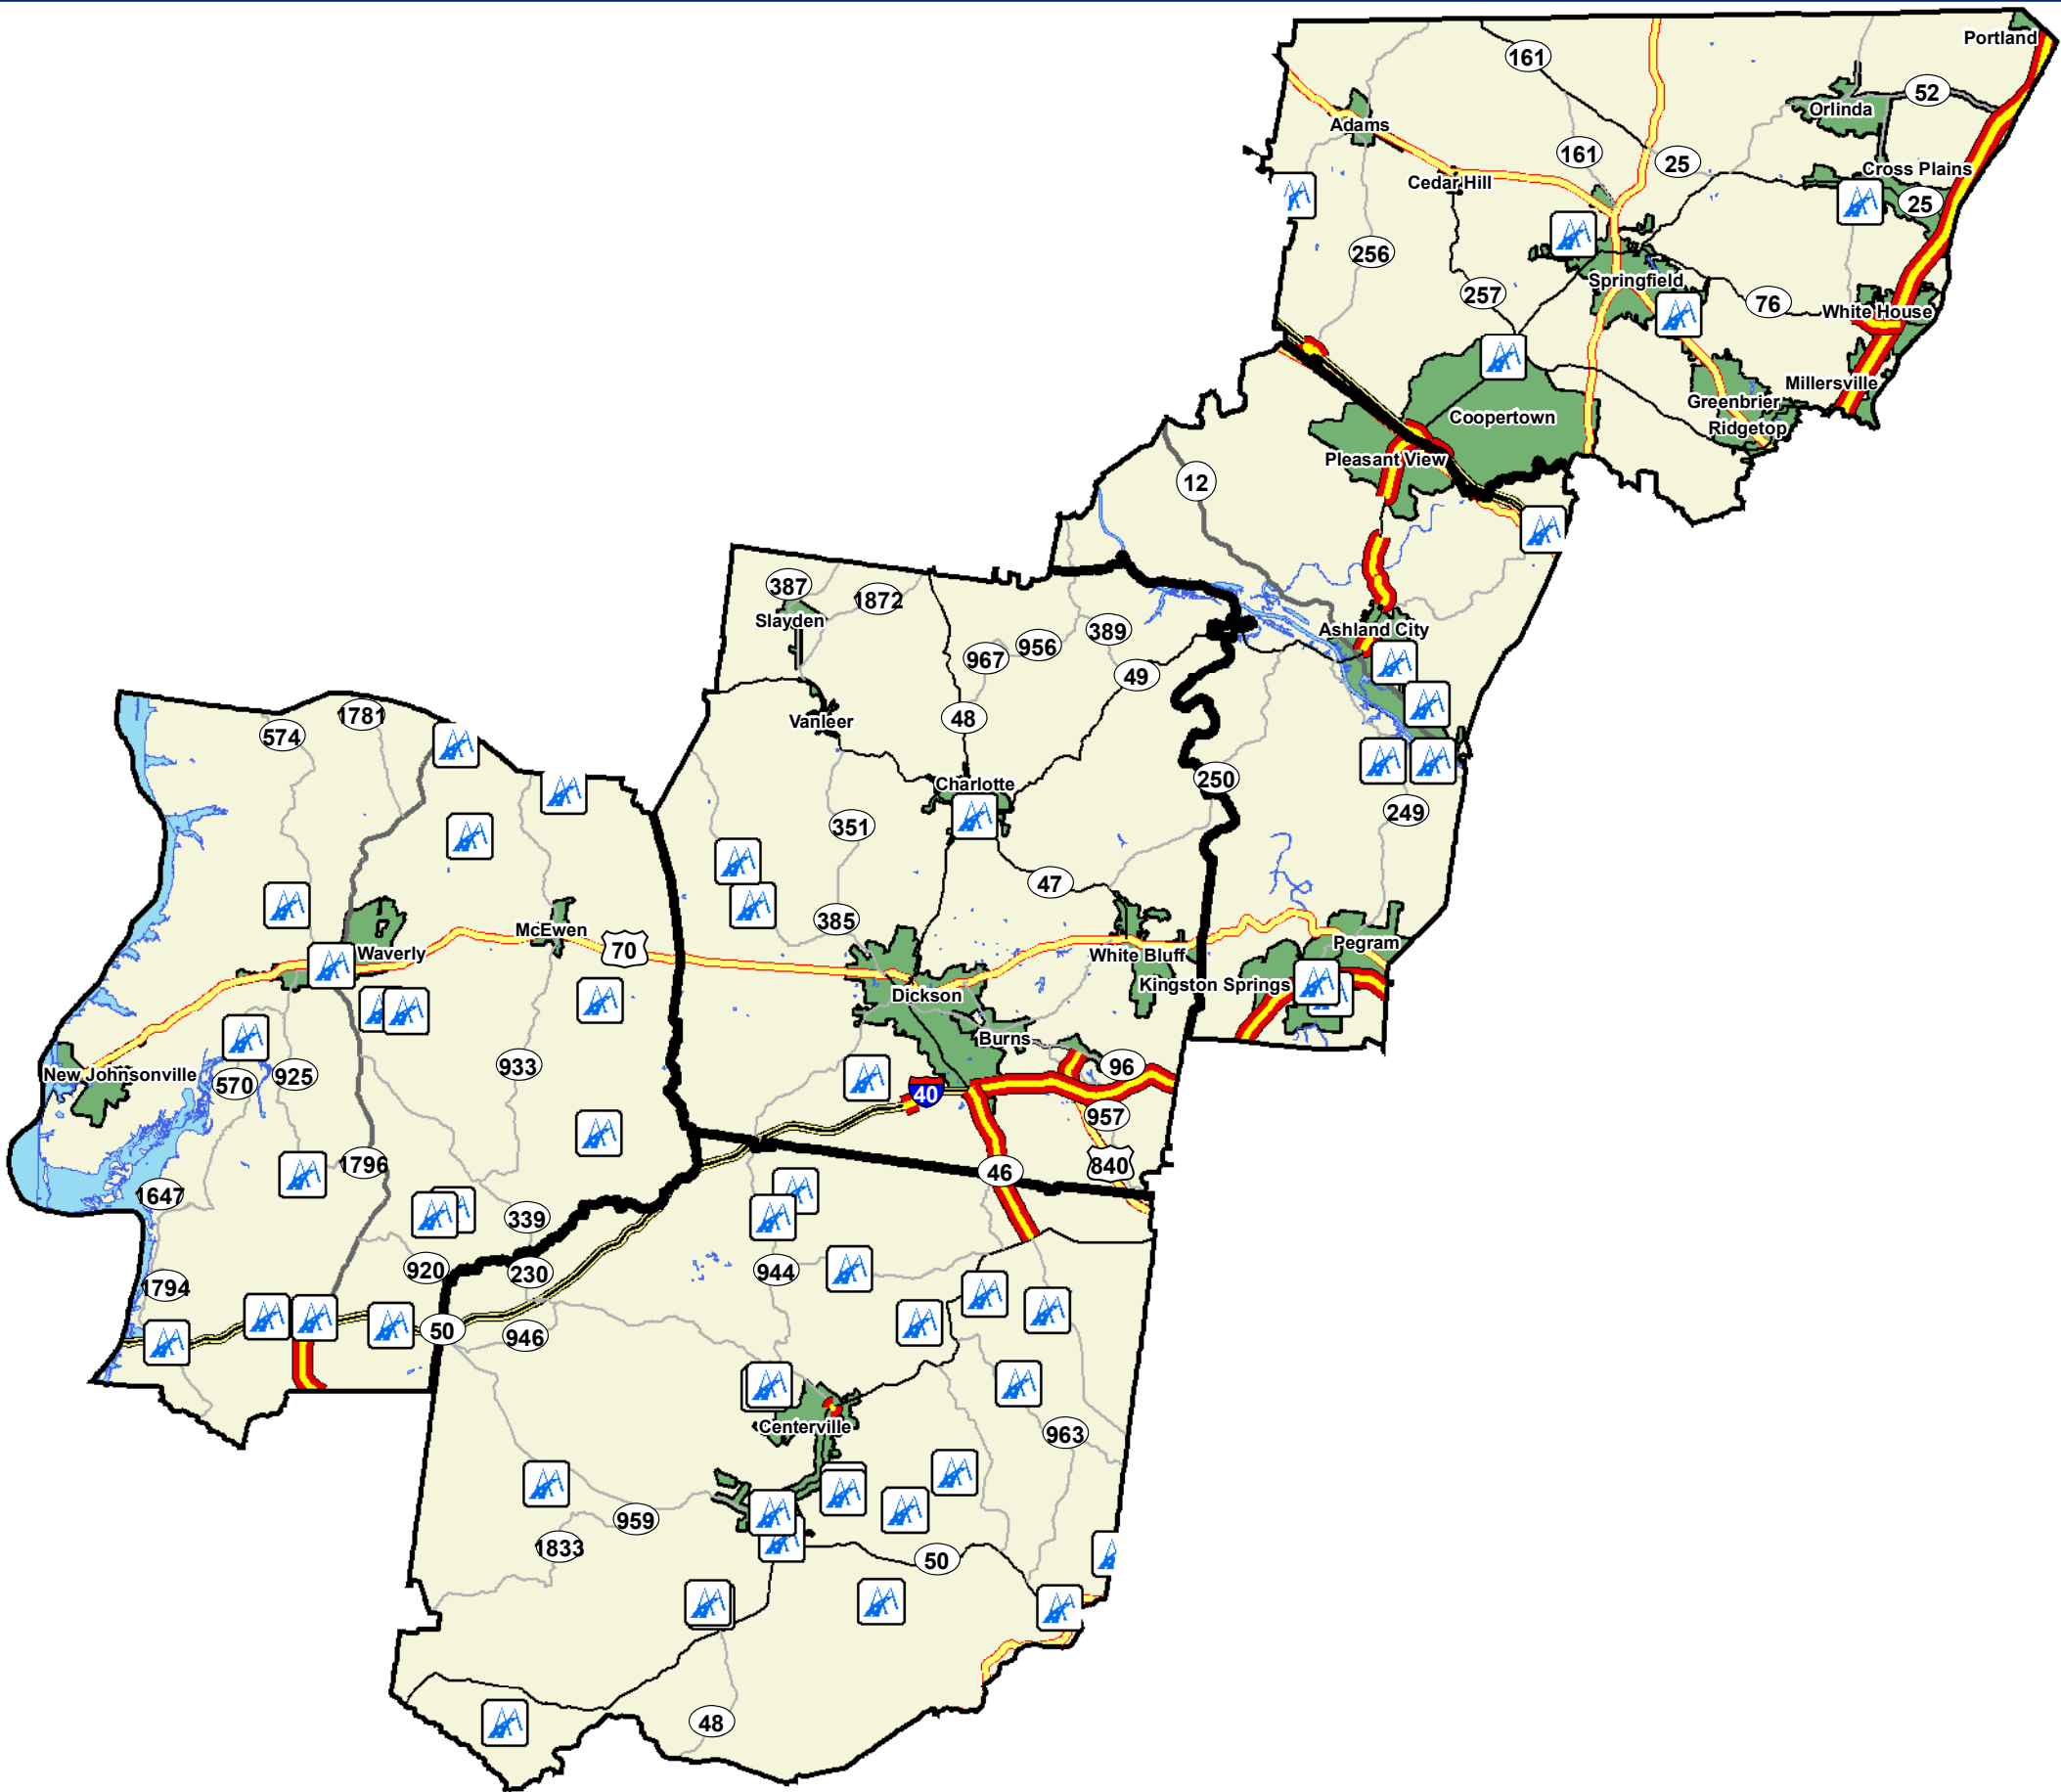 Portland
161
52
Orlinda
Adams
161
25
Cross Plains
Cedar Hill
25
256
Springfield
257
76
White House
Millersville
Greenbrier
Coopertown
Ridgetop
Pleasant View
12
387
1872
Slayden
389
Ashland City
956
967
49
1781
48
Vanleer
574
250
Charlotte
249
351
47
385
McEwen
Pegram
70
Waverly
White Bluff
Kingston Springs
Dickson
Burns
933
96
New Johnsonville
925
570
40
957
1796
840
46
1647
339
920
230
944
1794
50
946
Centerville
963
959
1833
50
48